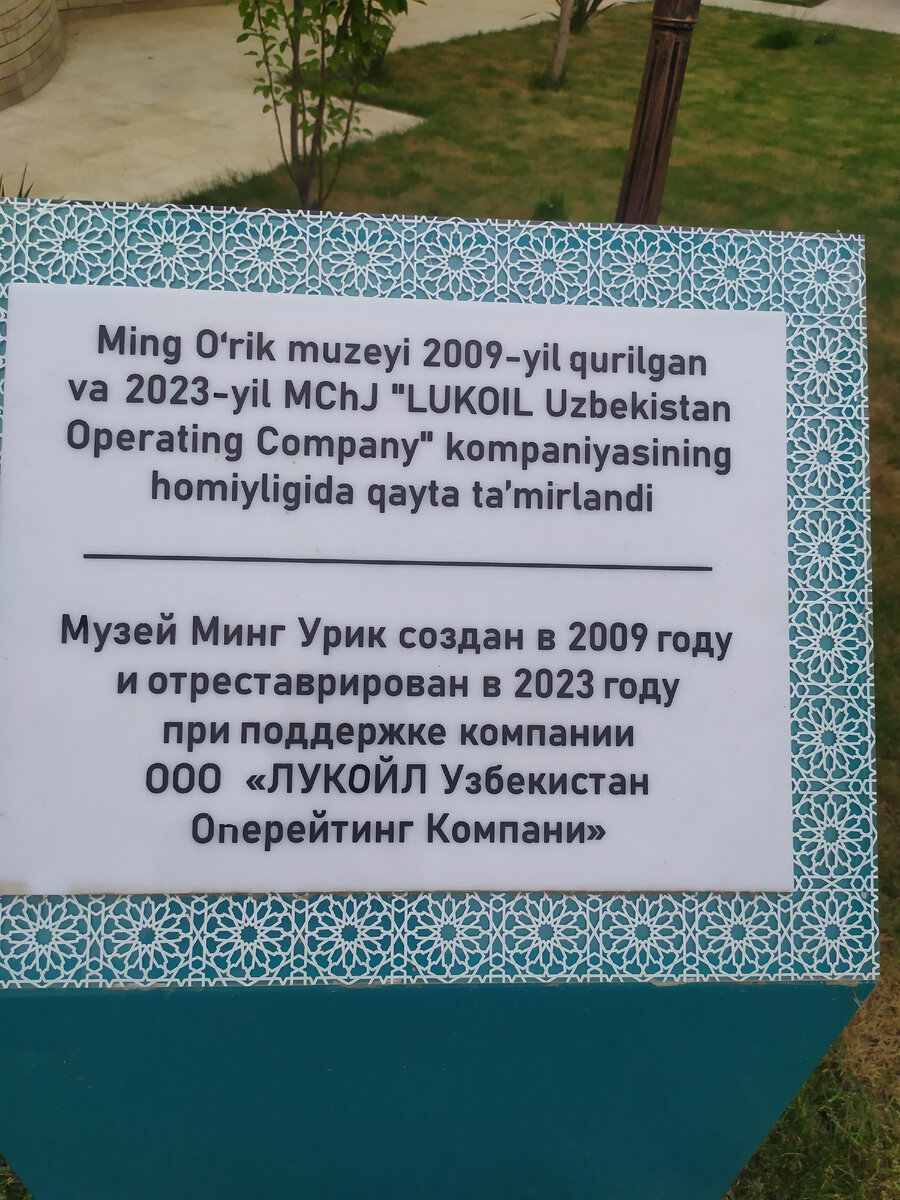 Ming O‘rik muzeyi 2009-yil qurilgan
va 2023-yil MChJ "LUKOIL Uzbekistan
Operating Company" kompaniyasining
homiyligida qayta ta’mirlandi
Музей Минг Урик создан в 2009 году
и отреставрирован в 2023 году
при поддержке компании
ООО «ЛУКОЙЛ Узбекистан
Оперейтинг Компани»